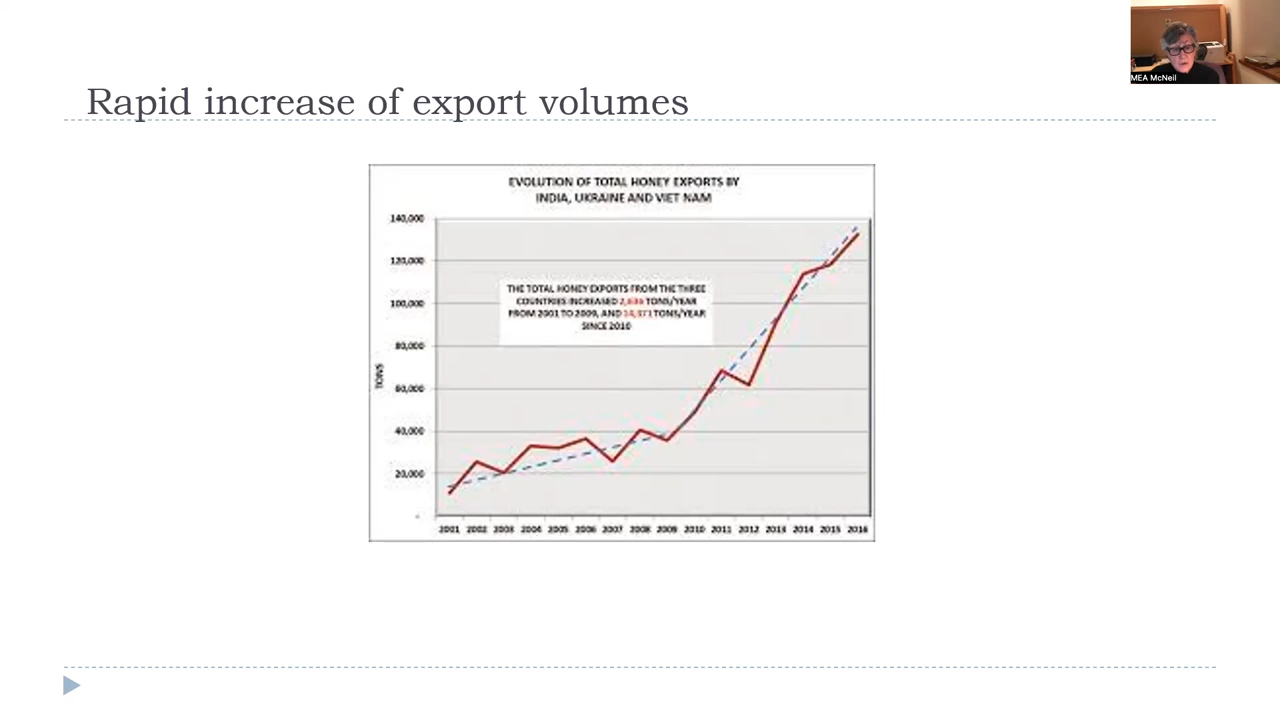 Rapid increase of export volumes
MEA McNeil
EVOLUTION OF TOTAL HONEY EXPORTS BY
INDIA, UKRAINE AND VIET NAM
140,000
120,000
100,000
80,000
60,000
40,000
20,000
-
TONS
THE TOTAL HONEY EXPORTS FROM THE THREE
COUNTRIES INCREASED TONS/YEAR
FROM 2001 TO 2009, AND 14,371 TONS/YEAR
SINCE 2010
2001 2002 2003 2004 2005 2006 2007 2008 2009 2010 2011 2012 2013 2014 2015 2016